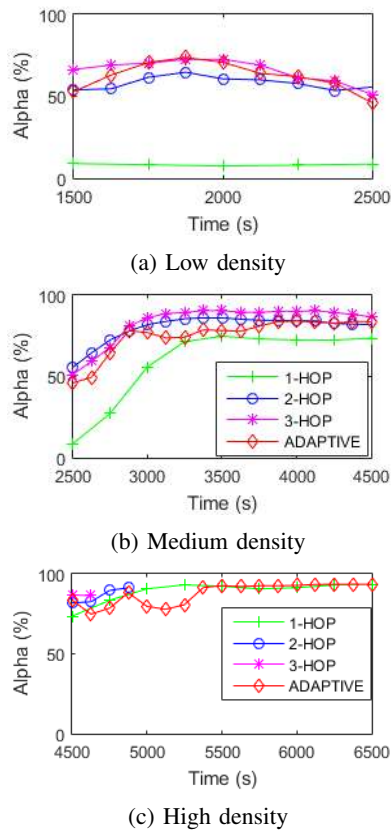 100
50
0
Alpha (%)
1500
2000
2500
Time (s)
(a) Low density
100
50
0
Alpha (%)
1-HOP
2-HOP
3-HOP
ADAPTIVE
2500
3000
3500
4000
4500
Time (s)
(b) Medium density
100
50
0
Alpha (%)
1-HOP
2-HOP
3-HOP
ADAPTIVE
4500
5000
5500
6000
6500
Time (s)
(c) High density